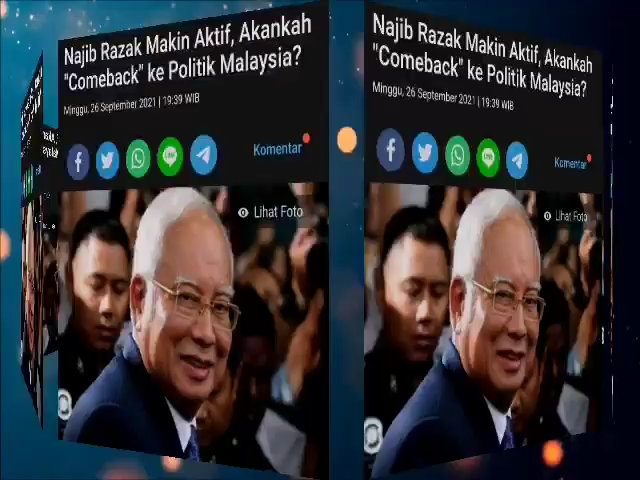 Najib Razak Makin Aktif, Akankah
"Comeback" ke Politik Malaysia?
Minggu, 26 September 2021 | 19:39 WIB
LINE
Komentar
Lihat Foto
Najib Razak Makin Aktif, Akankah
"Comeback" ke Politik Malaysia?
Minggu, 26 September 2021 | 19:39 WIB
LINE
Komentar
Lihat Foto